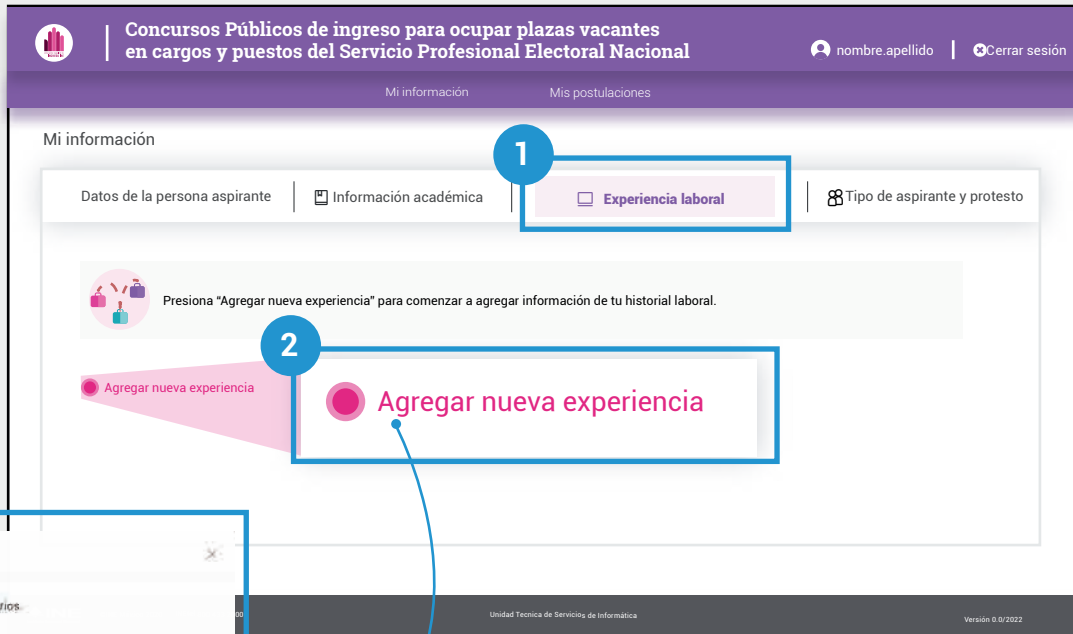 Concursos Públicos de ingreso para ocupar plazas vacantes
en cargos y puestos del Servicio Profesional Electoral Nacional
nombre.apellido
Cerrar sesión
Mi información
Mis postulaciones
Mi información
1
Datos de la persona aspirante
Información académica
Experiencia laboral
Tipo de aspirante y protesto
Presiona “Agregar nueva experiencia” para comenzar a agregar información de tu historial laboral.
2
Agregar nueva experiencia
Agregar nueva experiencia
Unidad Tecnica de Servicios de Informática
Versión 0.0/2022